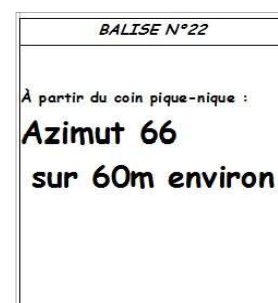 BALISE N°22
À partir du coin pique-nique :
Azimut 66
sur 60m environ